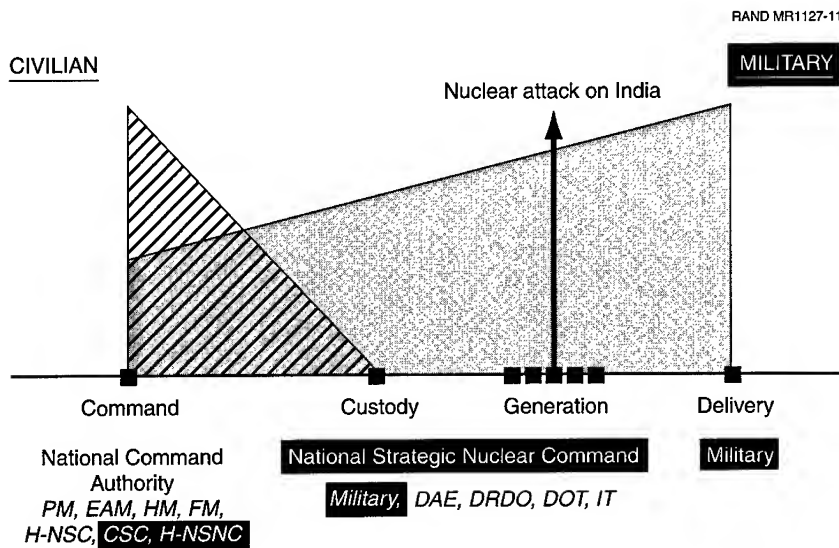 RAND MR1127-11
CIVILIAN
MILITARY
Nuclear attack on India
Command
Custody
Generation
Delivery
National Command
Authority
PM, EAM, HM, FM,
H-NSC, CSC, H-NSNC
National Strategic Nuclear Command
Military, DAE, DRDO, DOT, IT
Military